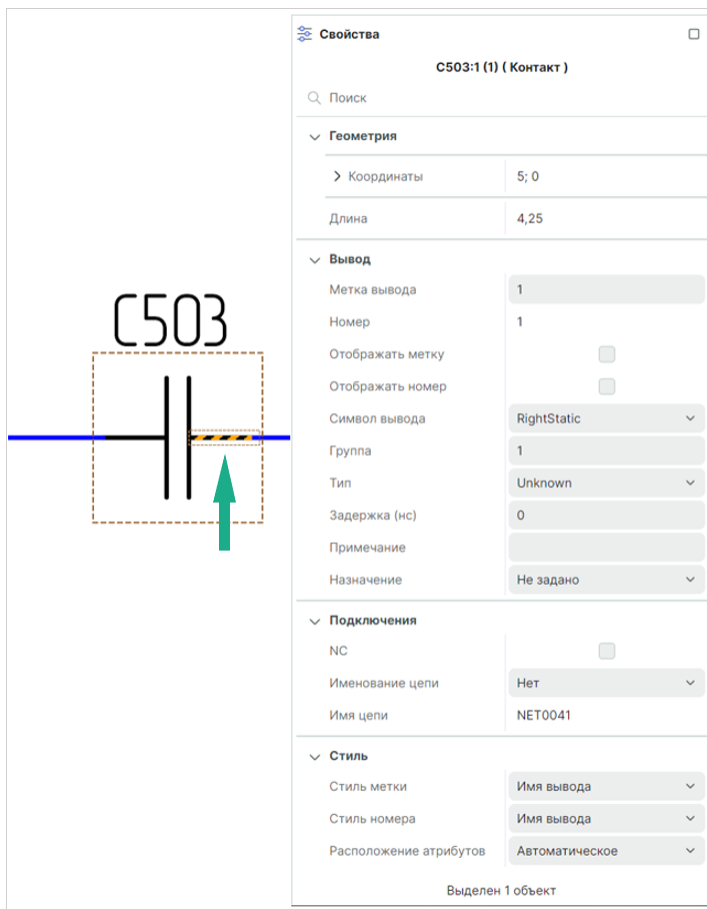 Свойства
C503:1 (1) ( Контакт )
Поиск
Геометрия
Координаты 5; 0
Длина 4,25
Вывод
Метка вывода 1
Номер 1
Отображать метку
Отображать номер
Символ вывода RightStatic
Группа 1
Тип Unknown
Задержка (нс) 0
Примечание
Назначение Не задано
Подключения
NC
Именование цепи Нет
Имя цепи NET0041
Стиль
Стиль метки Имя вывода
Стиль номера Имя вывода
Расположение атрибутов Автоматическое
Выделен 1 объект
C503